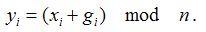 yᵢ = (xᵢ + gᵢ) mod n.